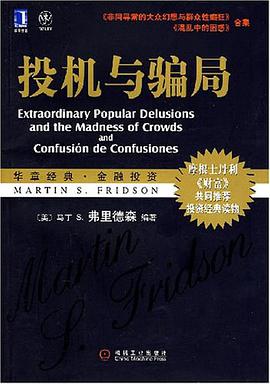 《非同寻常的大众幻想与群众性癫狂》
《混乱中的困惑》 合集
投机与骗局
Extraordinary Popular Delusions
and the Madness of Crowds
and
Confusión de Confusiones
华章经典·金融投资
MARTIN S. FRIDSON
[美] 马丁 S. 弗里德森 编著
摩根士丹利
《财富》
共同推荐
投资经典读物
Martin
S. Fridson
机械工业出版社
China Machine Press